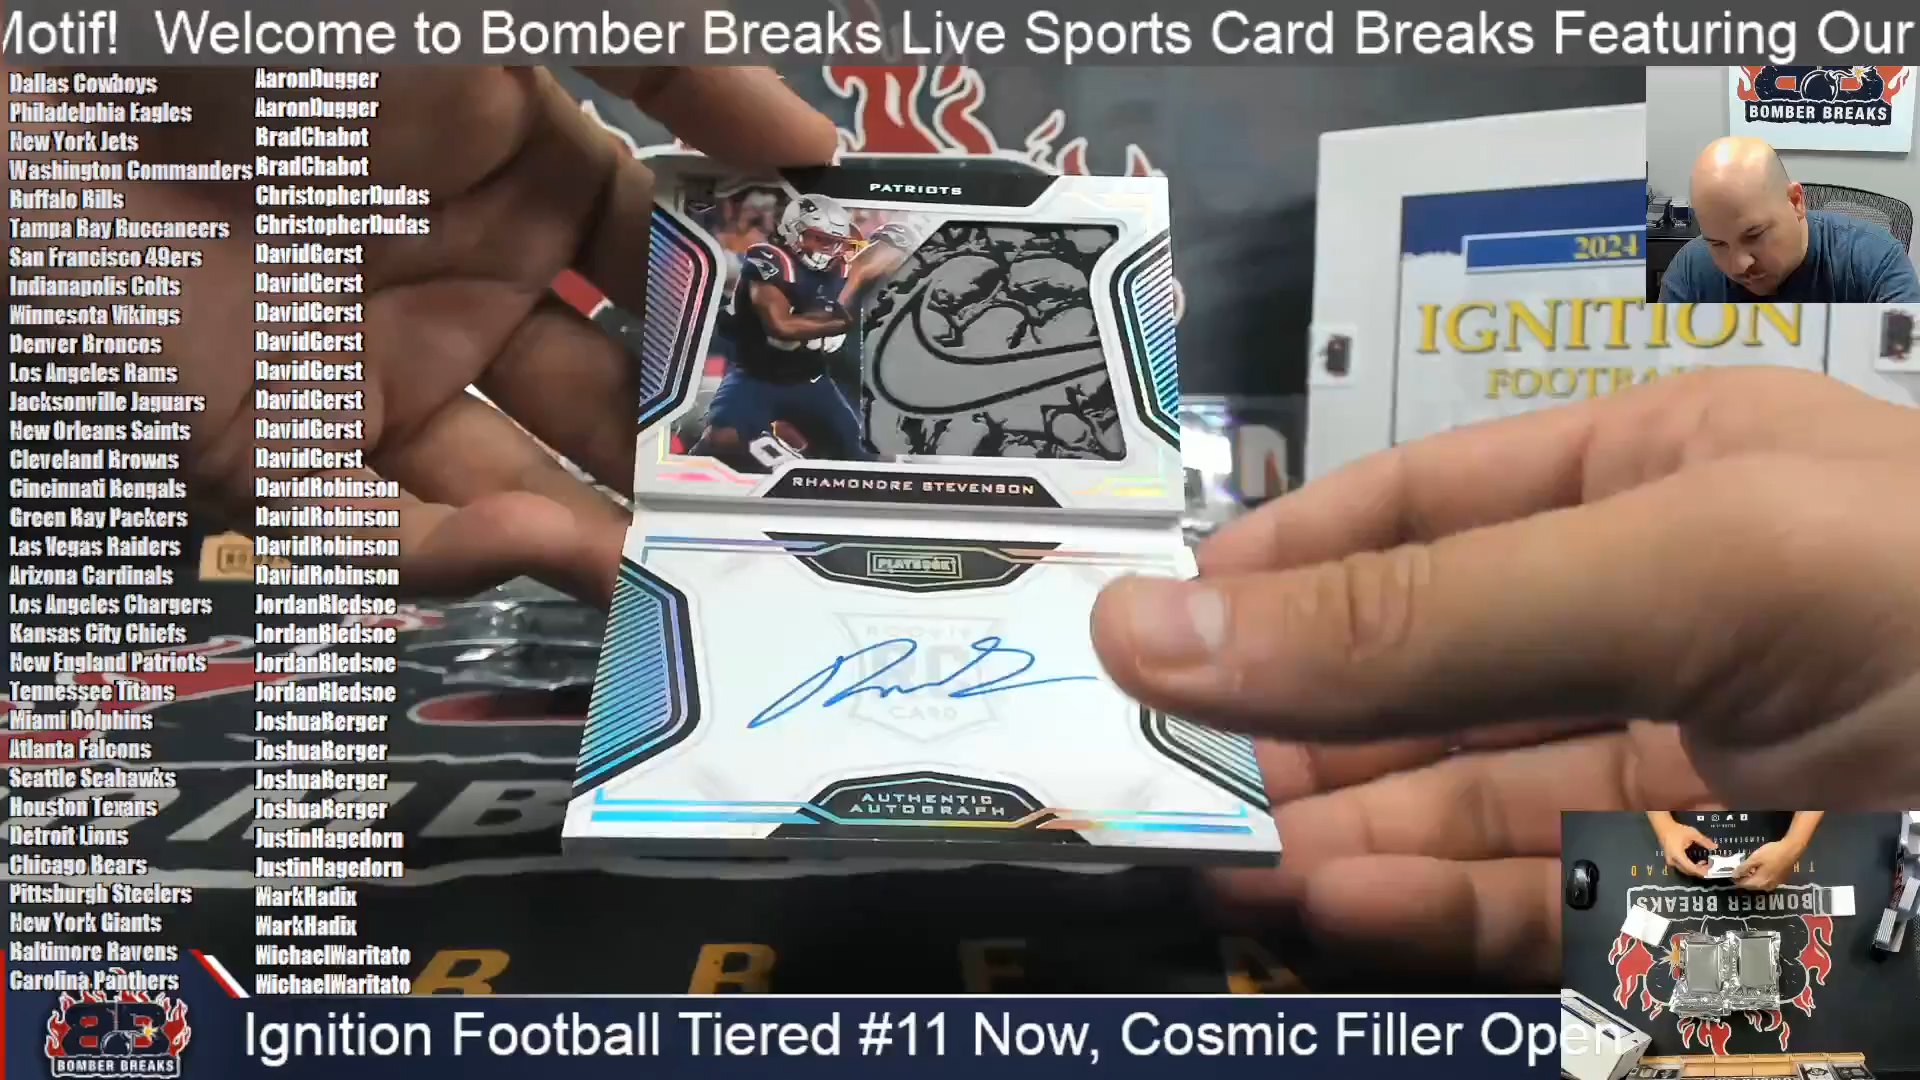 Motif! Welcome to Bomber Breaks Live Sports Card Breaks Featuring Our
Dallas Cowboys AaronDugger
Philadelphia Eagles AaronDugger
New York Jets BradChabot
Washington Commanders BradChabot
Buffalo Bills ChristopherDudas
Tampa Bay Buccaneers ChristopherDudas
San Francisco 49ers DavidGerst
Indianapolis Colts DavidGerst
Minnesota Vikings DavidGerst
Denver Broncos DavidGerst
Los Angeles Rams DavidGerst
Jacksonville Jaguars DavidGerst
New Orleans Saints DavidGerst
Cleveland Browns DavidGerst
Cincinnati Bengals DavidRobinson
Green Bay Packers DavidRobinson
Las Vegas Raiders DavidRobinson
Arizona Cardinals DavidRobinson
Los Angeles Chargers JordanBledsoe
Kansas City Chiefs JordanBledsoe
New England Patriots JordanBledsoe
Tennessee Titans JordanBledsoe
Miami Dolphins JoshuaBerger
Atlanta Falcons JoshuaBerger
Seattle Seahawks JoshuaBerger
Houston Texans JoshuaBerger
Detroit Lions JustinHagedorn
Chicago Bears JustinHagedorn
Pittsburgh Steelers MarkHadix
New York Giants MarkHadix
Baltimore Ravens MichaelMaritato
Carolina Panthers MichaelMaritato
PATRIOTS
RHAMONDRE STEVENSON
PLAYBOOK
ROOKIE
RC
CARD
AUTHENTIC
AUTOGRAPH
2024
IGNITION
FOOTBALL
BOMBER BREAKS
BOMBER BREAKS
BB
BOMBER BREAKS
Ignition Football Tiered #11 Now, Cosmic Filler Open